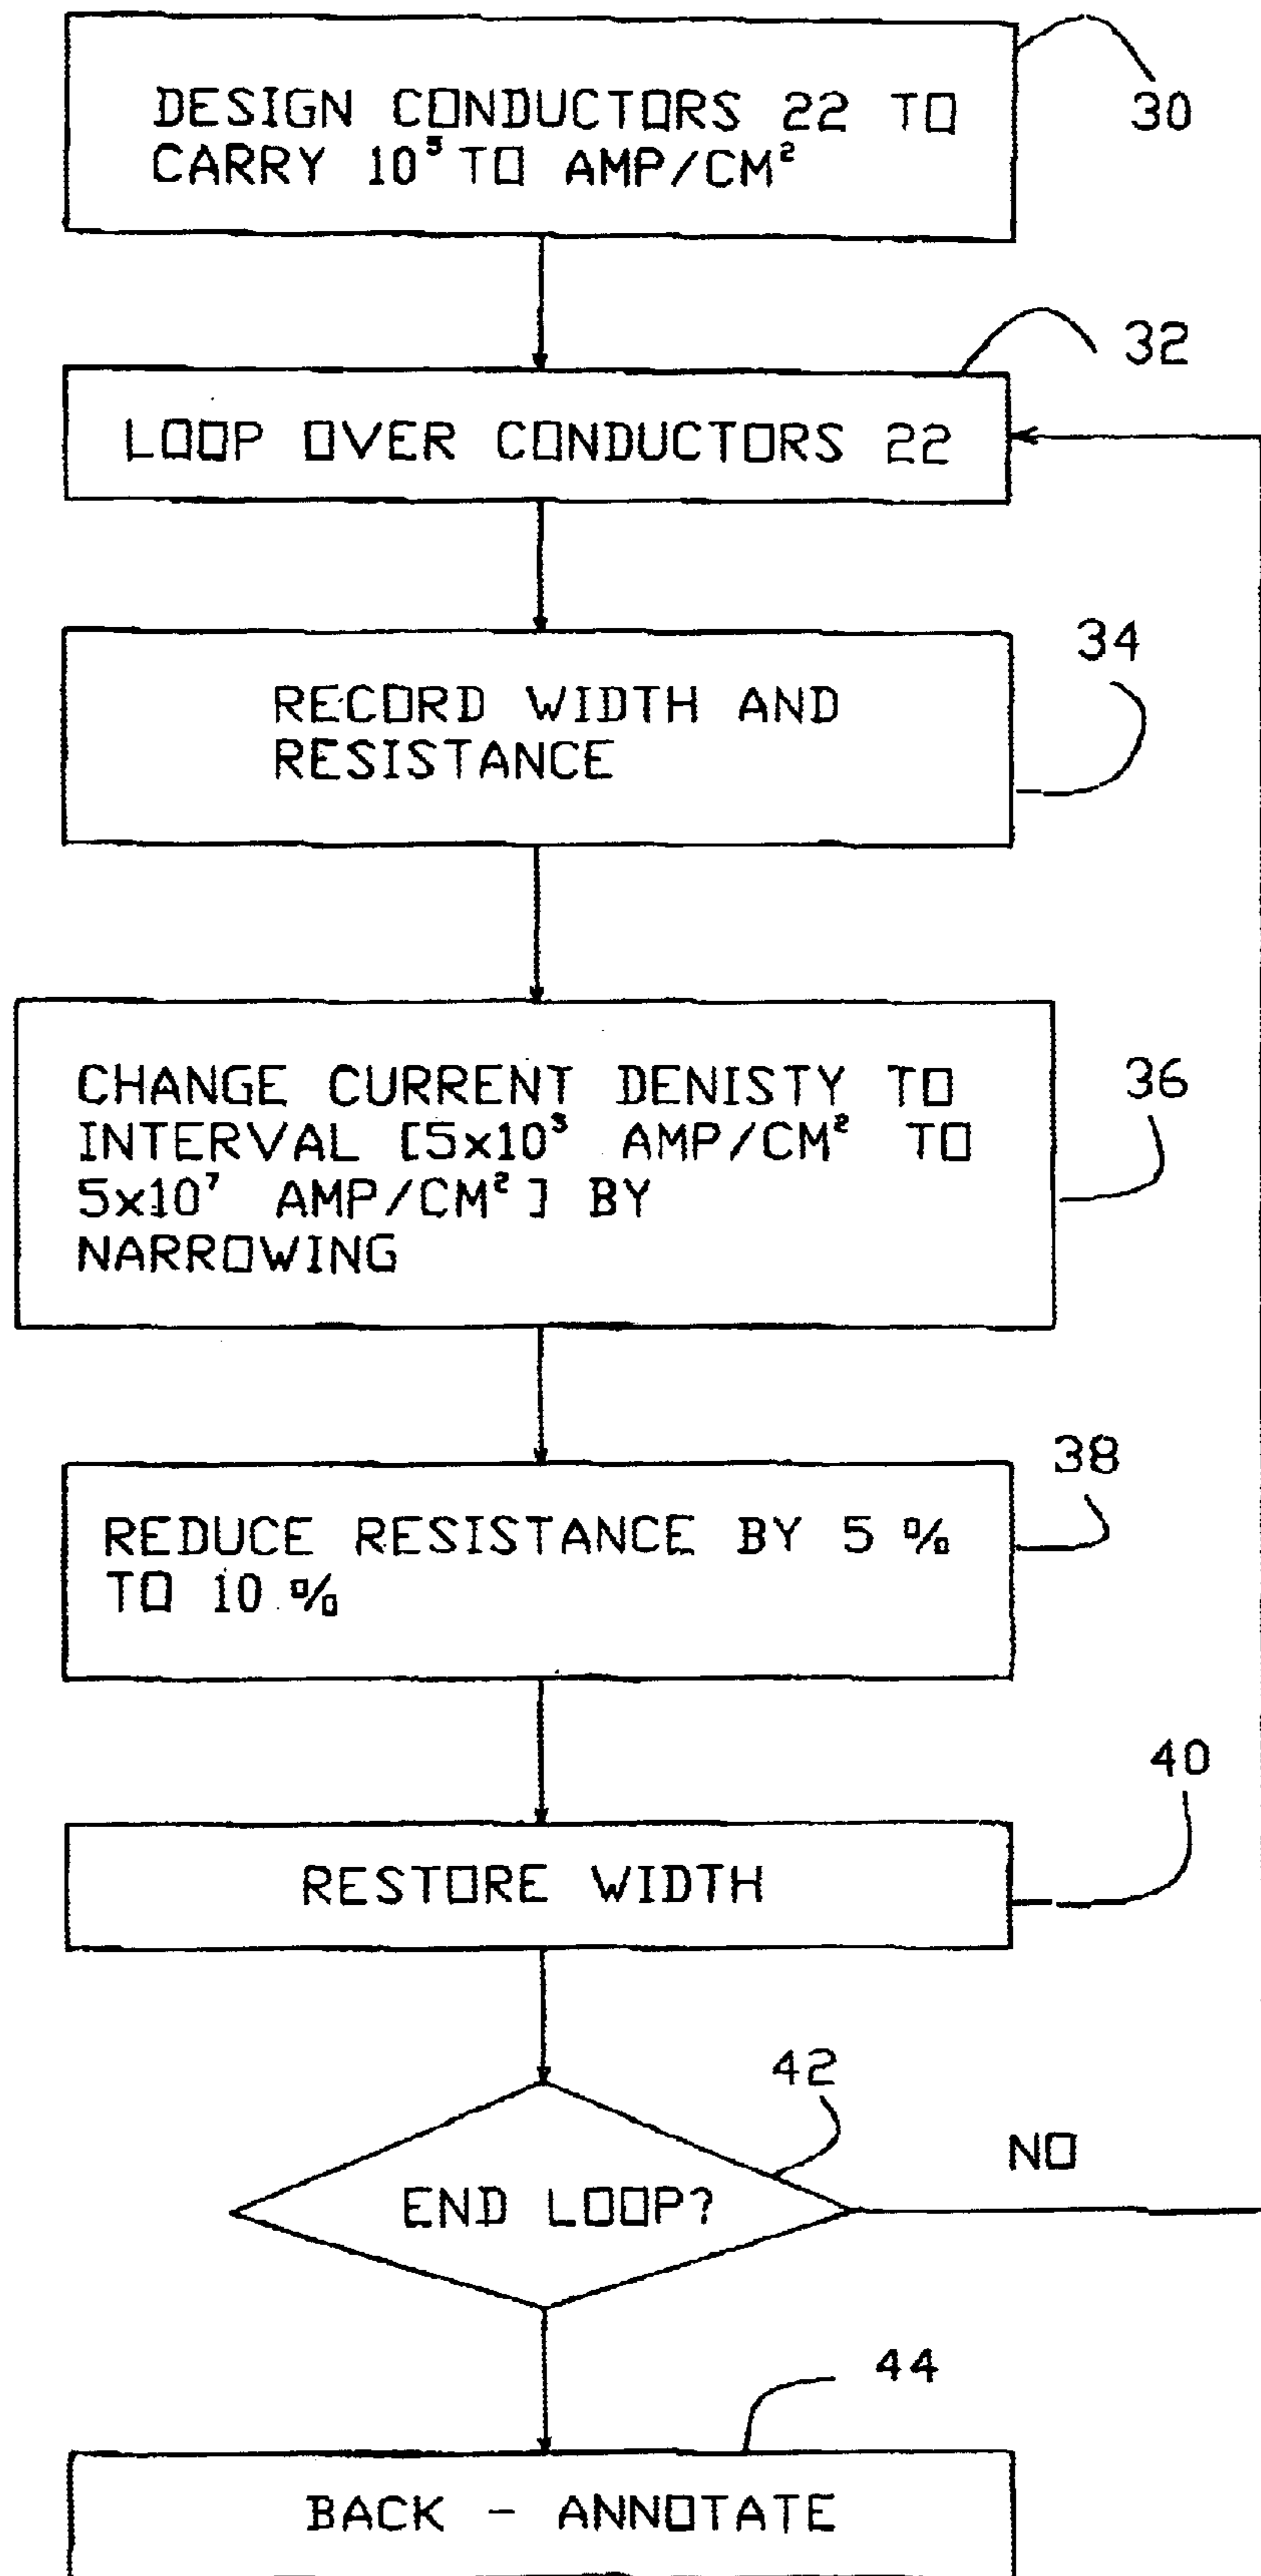 DESIGN CONDUCTORS 22 TO
CARRY 10⁵ TO AMP/CM²
30
32
LOOP OVER CONDUCTORS 22
34
RECORD WIDTH AND
RESISTANCE
36
CHANGE CURRENT DENISTY TO
INTERVAL [5x10⁵ AMP/CM² TO
5x10⁷ AMP/CM²] BY
NARROWING
38
REDUCE RESISTANCE BY 5 %
TO 10 %
40
RESTORE WIDTH
42
NO
END LOOP?
44
BACK - ANNOTATE